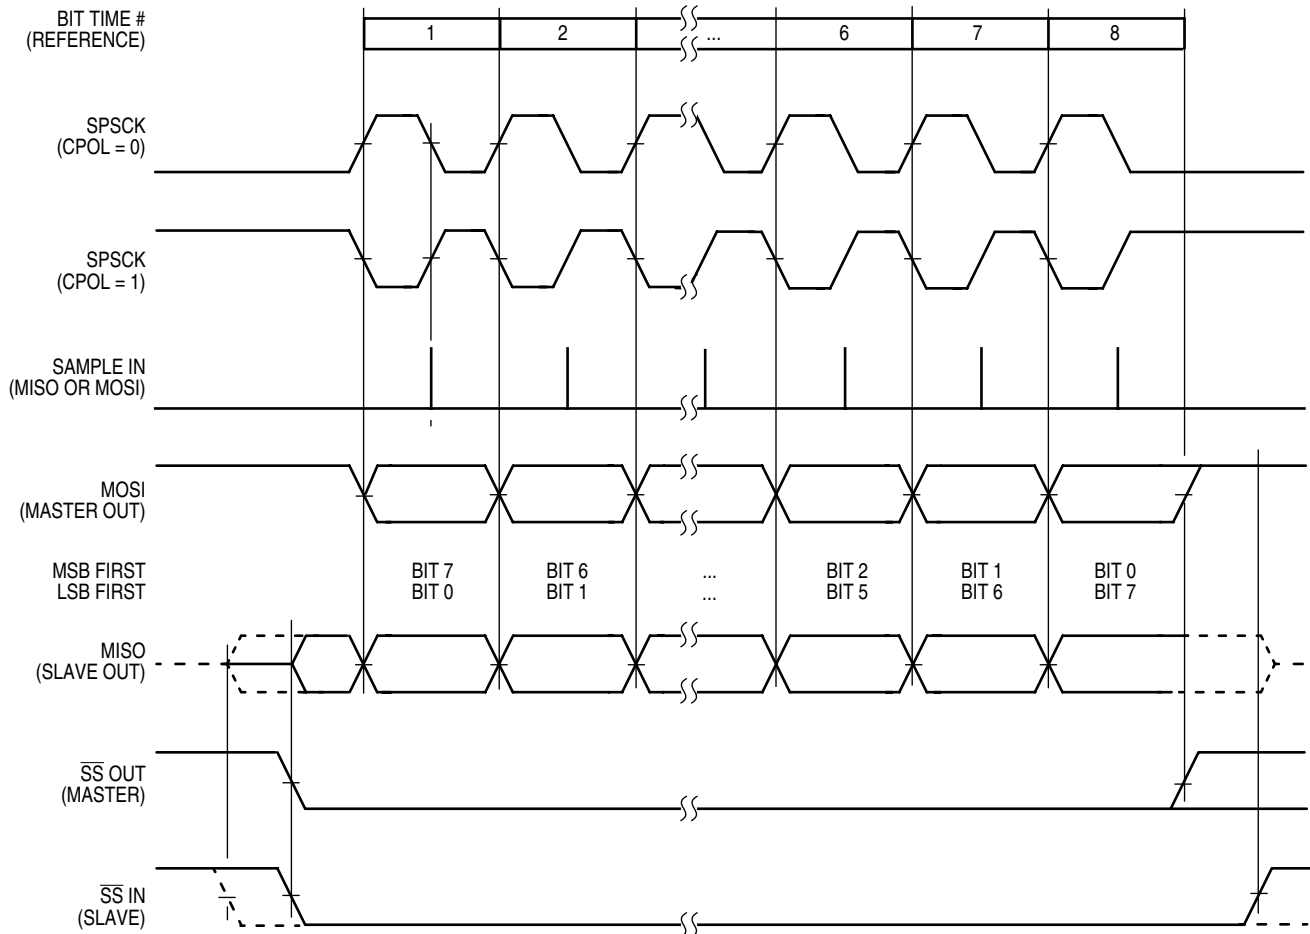 BIT TIME #
(REFERENCE)
1 2 ... 6 7 8
SPSCK
(CPOL = 0)
SPSCK
(CPOL = 1)
SAMPLE IN
(MISO OR MOSI)
MOSI
(MASTER OUT)
MSB FIRST BIT 7 BIT 6 ... BIT 2 BIT 1 BIT 0
LSB FIRST BIT 0 BIT 1 ... BIT 5 BIT 6 BIT 7
MISO
(SLAVE OUT)
S̅S̅ OUT
(MASTER)
S̅S̅ IN
(SLAVE)